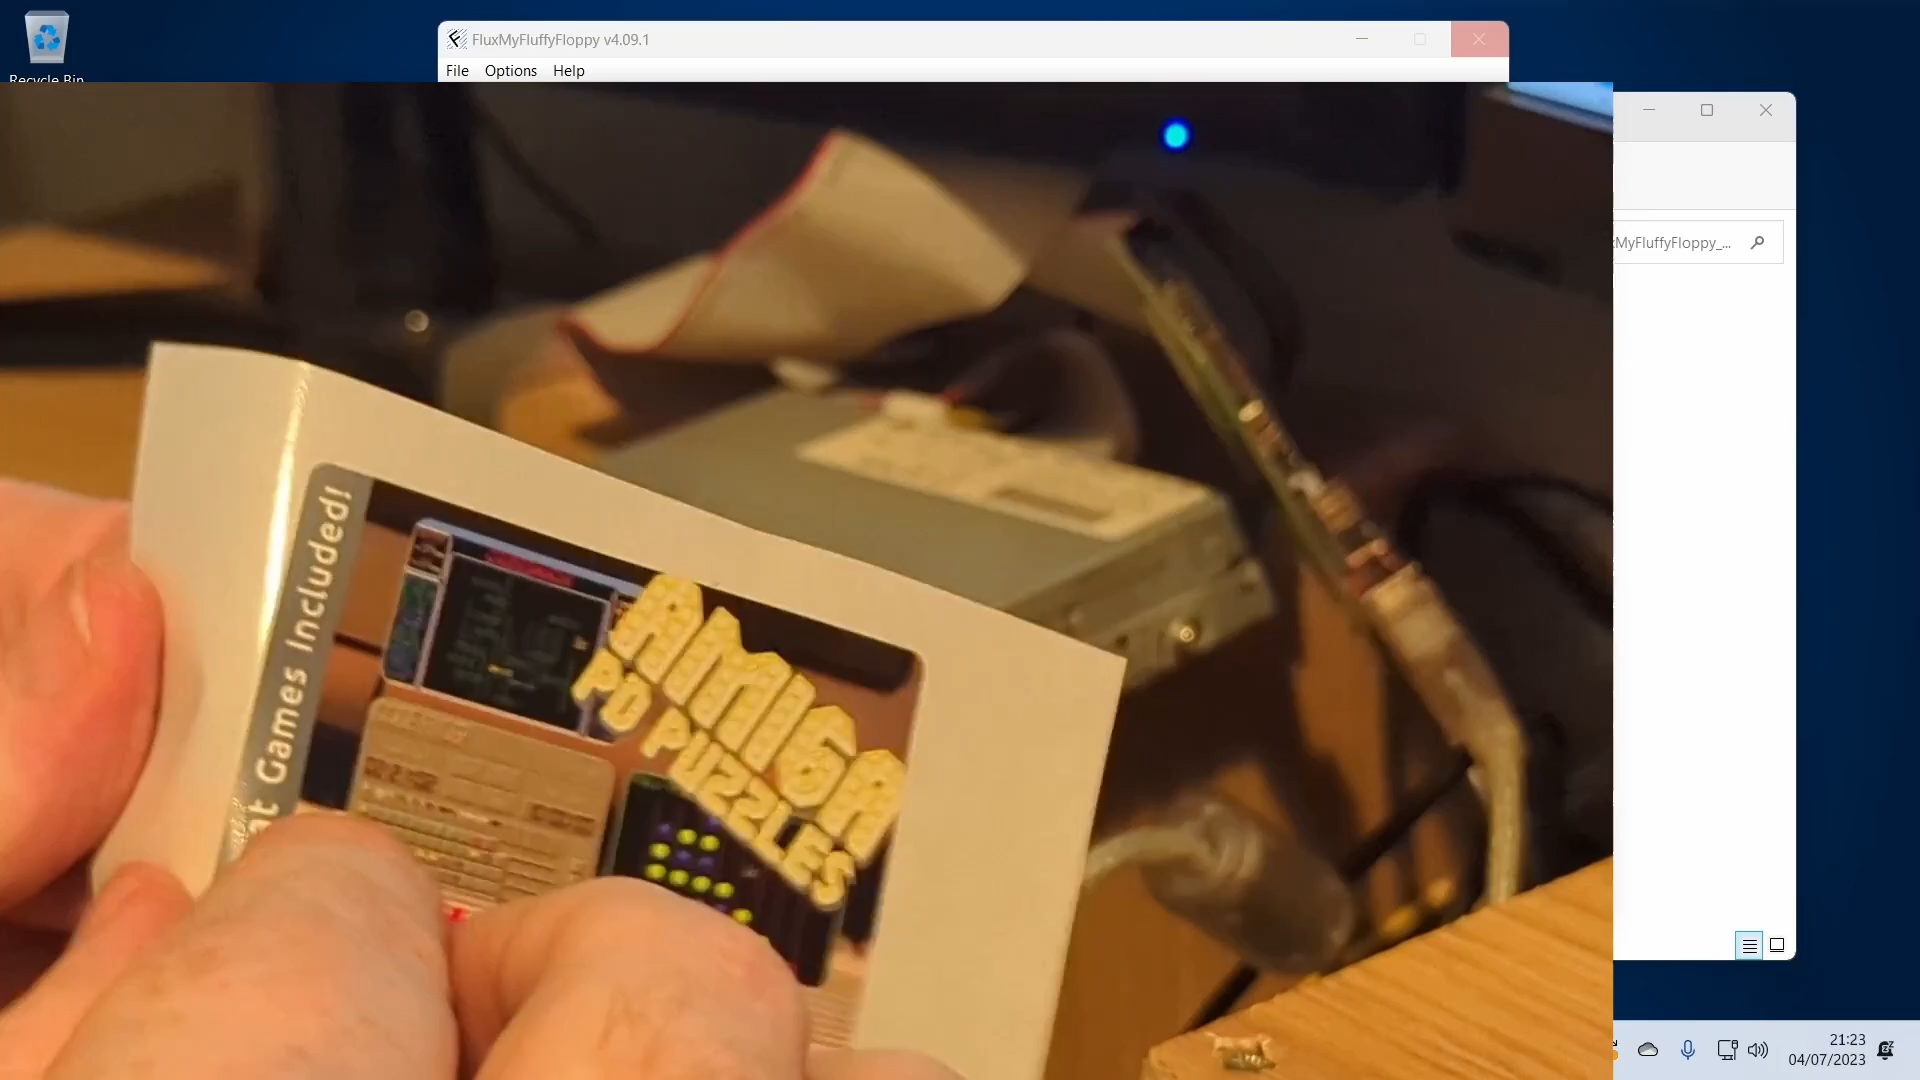 FluxMyFluffyFloppy v4.09.1
File Options Help
Recycle Bin
MyFluffyFloppy_...
at Games Included!
AMIGA
PD PUZZLES
21:23
04/07/2023